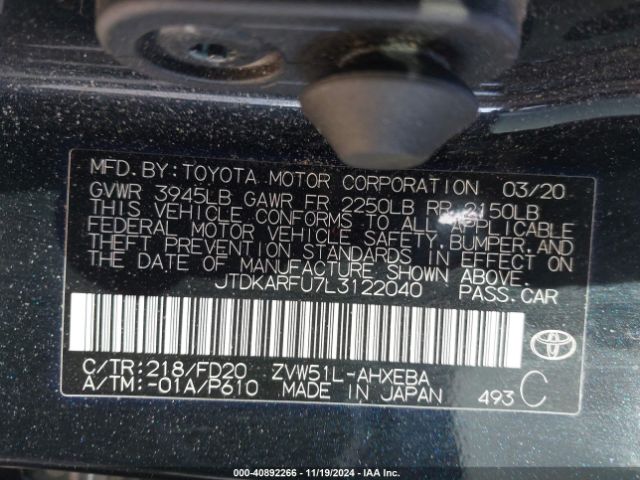 MFD. BY: TOYOTA MOTOR CORPORATION 03/20
GVWR 3945LB GAWR FR 2250LB RR 2150LB
THIS VEHICLE CONFORMS TO ALL APPLICABLE
FEDERAL MOTOR VEHICLE SAFETY, BUMPER, AND
THEFT PREVENTION STANDARDS IN EFFECT ON
THE DATE OF MANUFACTURE SHOWN ABOVE.
JTDKARFU7L3122040 PASS. CAR
C/TR:218/FD20 ZVW51L-AHXEBA
A/TM:-01A/P610 MADE IN JAPAN 493 C
000-40892266 - 11/19/2024 - IAA Inc.